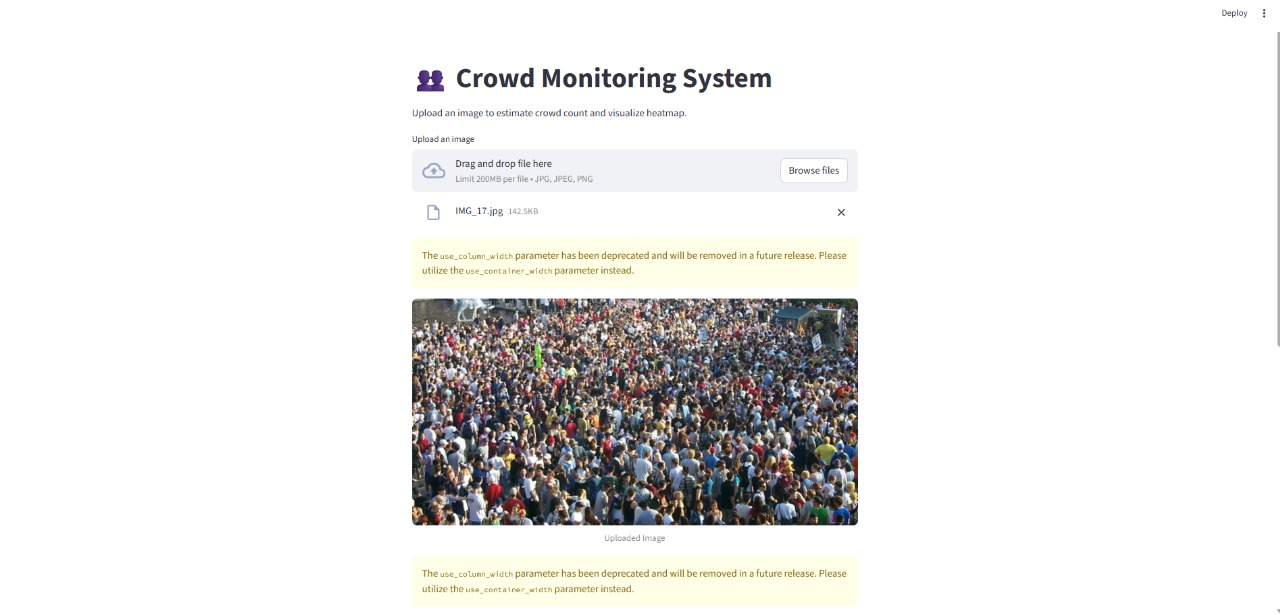 Deploy
Crowd Monitoring System
Upload an image to estimate crowd count and visualize heatmap.
Upload an image
Drag and drop file here
Limit 200MB per file • JPG, JPEG, PNG
Browse files
IMG_17.jpg 142.5KB
The use_column_width parameter has been deprecated and will be removed in a future release. Please
utilize the use_container_width parameter instead.
Uploaded Image
The use_column_width parameter has been deprecated and will be removed in a future release. Please
utilize the use_container_width parameter instead.